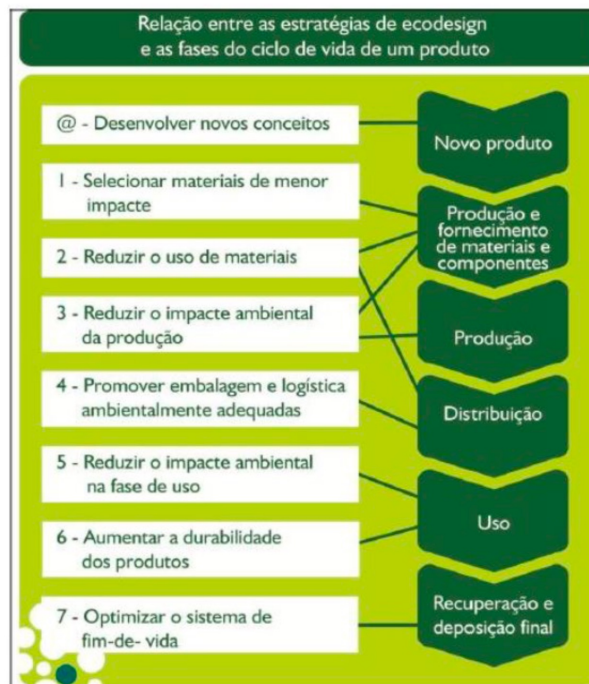 Relação entre as estratégias de ecodesign
e as fases do ciclo de vida de um produto
@ - Desenvolver novos conceitos
Novo produto
1 - Selecionar materiais de menor
impacte
Produção e
fornecimento
de materiais e
componentes
2 - Reduzir o uso de materiais
3 - Reduzir o impacte ambiental
da produção
Produção
4 - Promover embalagem e logística
ambientalmente adequadas
Distribuição
5 - Reduzir o impacte ambiental
na fase de uso
Uso
6 - Aumentar a durabilidade
dos produtos
7 - Optimizar o sistema de
fim-de- vida
Recuperação e
deposição final